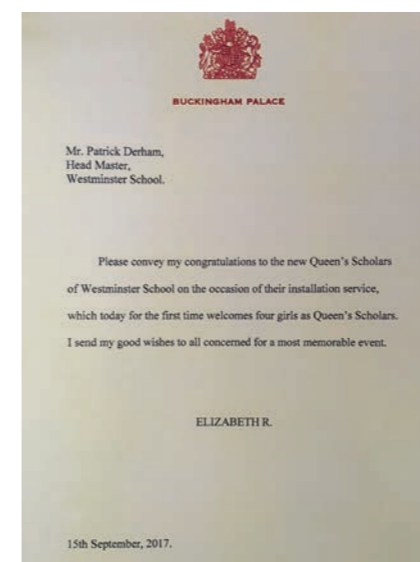 BUCKINGHAM PALACE
Mr. Patrick Derham,
Head Master,
Westminster School.
Please convey my congratulations to the new Queen's Scholars
of Westminster School on the occasion of their installation service,
which today for the first time welcomes four girls as Queen's Scholars.
I send my good wishes to all concerned for a most memorable event.
ELIZABETH R.
15th September, 2017.